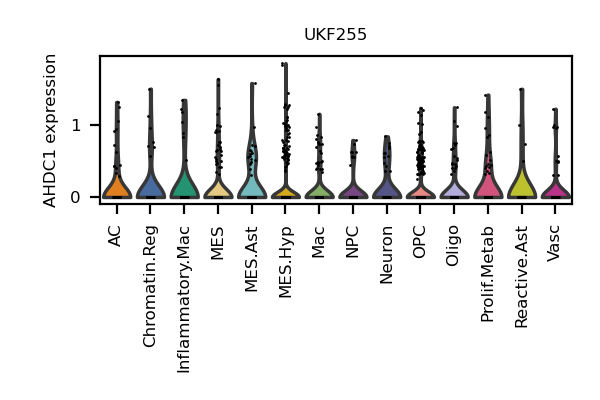 UKF255
AHDC1 expression
1
0
AC
Chromatin.Reg
Inflammatory.Mac
MES
MES.Ast
MES.Hyp
Mac
NPC
Neuron
OPC
Oligo
Prolif.Metab
Reactive.Ast
Vasc